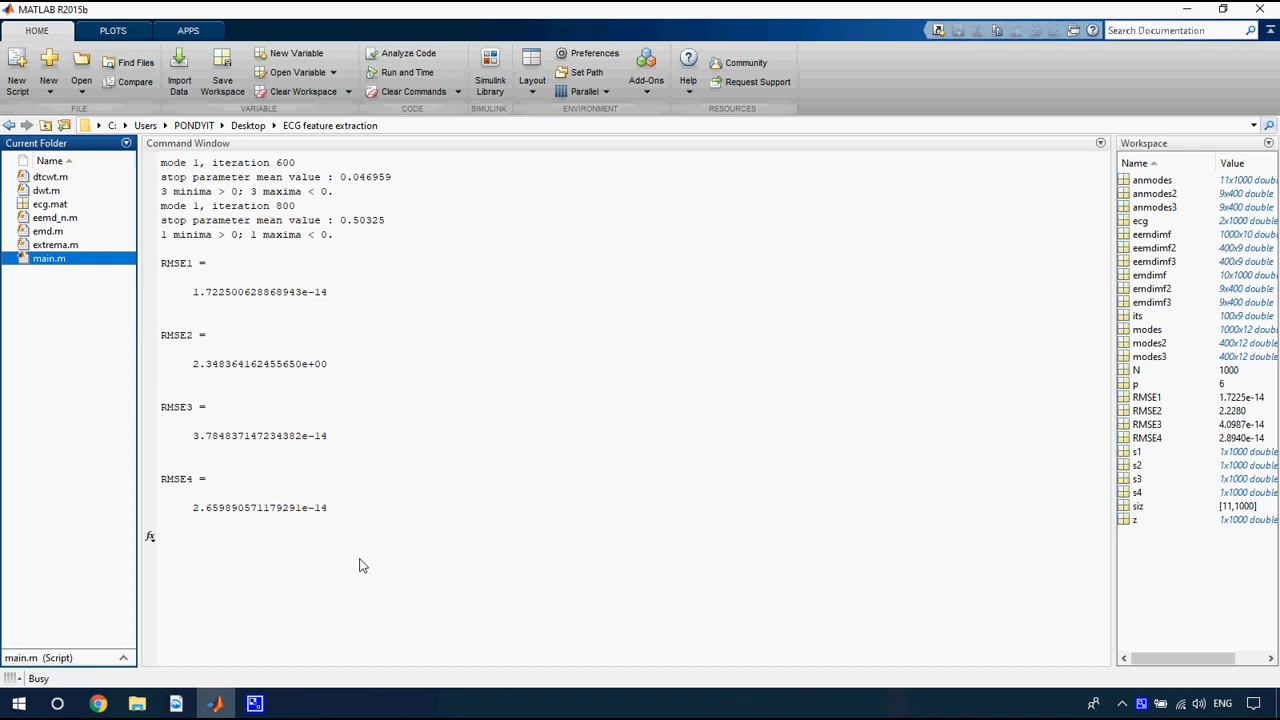 MATLAB R2015b
HOME PLOTS APPS
Search Documentation
New Script
New
Open
Find Files
Compare
Import Data
Save Workspace
New Variable
Open Variable
Clear Workspace
Analyze Code
Run and Time
Clear Commands
Simulink Library
Layout
Preferences
Set Path
Parallel
Add-Ons
Help
Community
Request Support
FILE VARIABLE CODE SIMULINK ENVIRONMENT RESOURCES
C: Users PONDYIT Desktop ECG feature extraction
Current Folder
Name
dtcwt.m
dwt.m
ecg.mat
eemd_n.m
emd.m
extrema.m
main.m
main.m (Script)
Command Window
mode 1, iteration 600
stop parameter mean value : 0.046959
3 minima > 0; 3 maxima < 0.
mode 1, iteration 800
stop parameter mean value : 0.50325
1 minima > 0; 1 maxima < 0.
RMSE1 =
1.722500628868943e-14
RMSE2 =
2.348364162455650e+00
RMSE3 =
3.784837147234382e-14
RMSE4 =
2.659890571179291e-14
fx
Workspace
Name Value
anmodes 11x1000 double
anmodes2 9x400 double
anmodes3 9x400 double
ecg 2x1000 double
eemdimf 1000x10 double
eemdimf2 400x9 double
eemdimf3 400x9 double
emdimf 10x1000 double
emdimf2 9x400 double
emdimf3 9x400 double
its 100x9 double
modes 1000x12 double
modes2 400x12 double
modes3 400x12 double
N 1000
p 6
RMSE1 1.7225e-14
RMSE2 2.2280
RMSE3 4.0987e-14
RMSE4 2.8940e-14
s1 1x1000 double
s2 1x1000 double
s3 1x1000 double
s4 1x1000 double
siz [11,1000]
z 1x1000 double
Busy
ENG